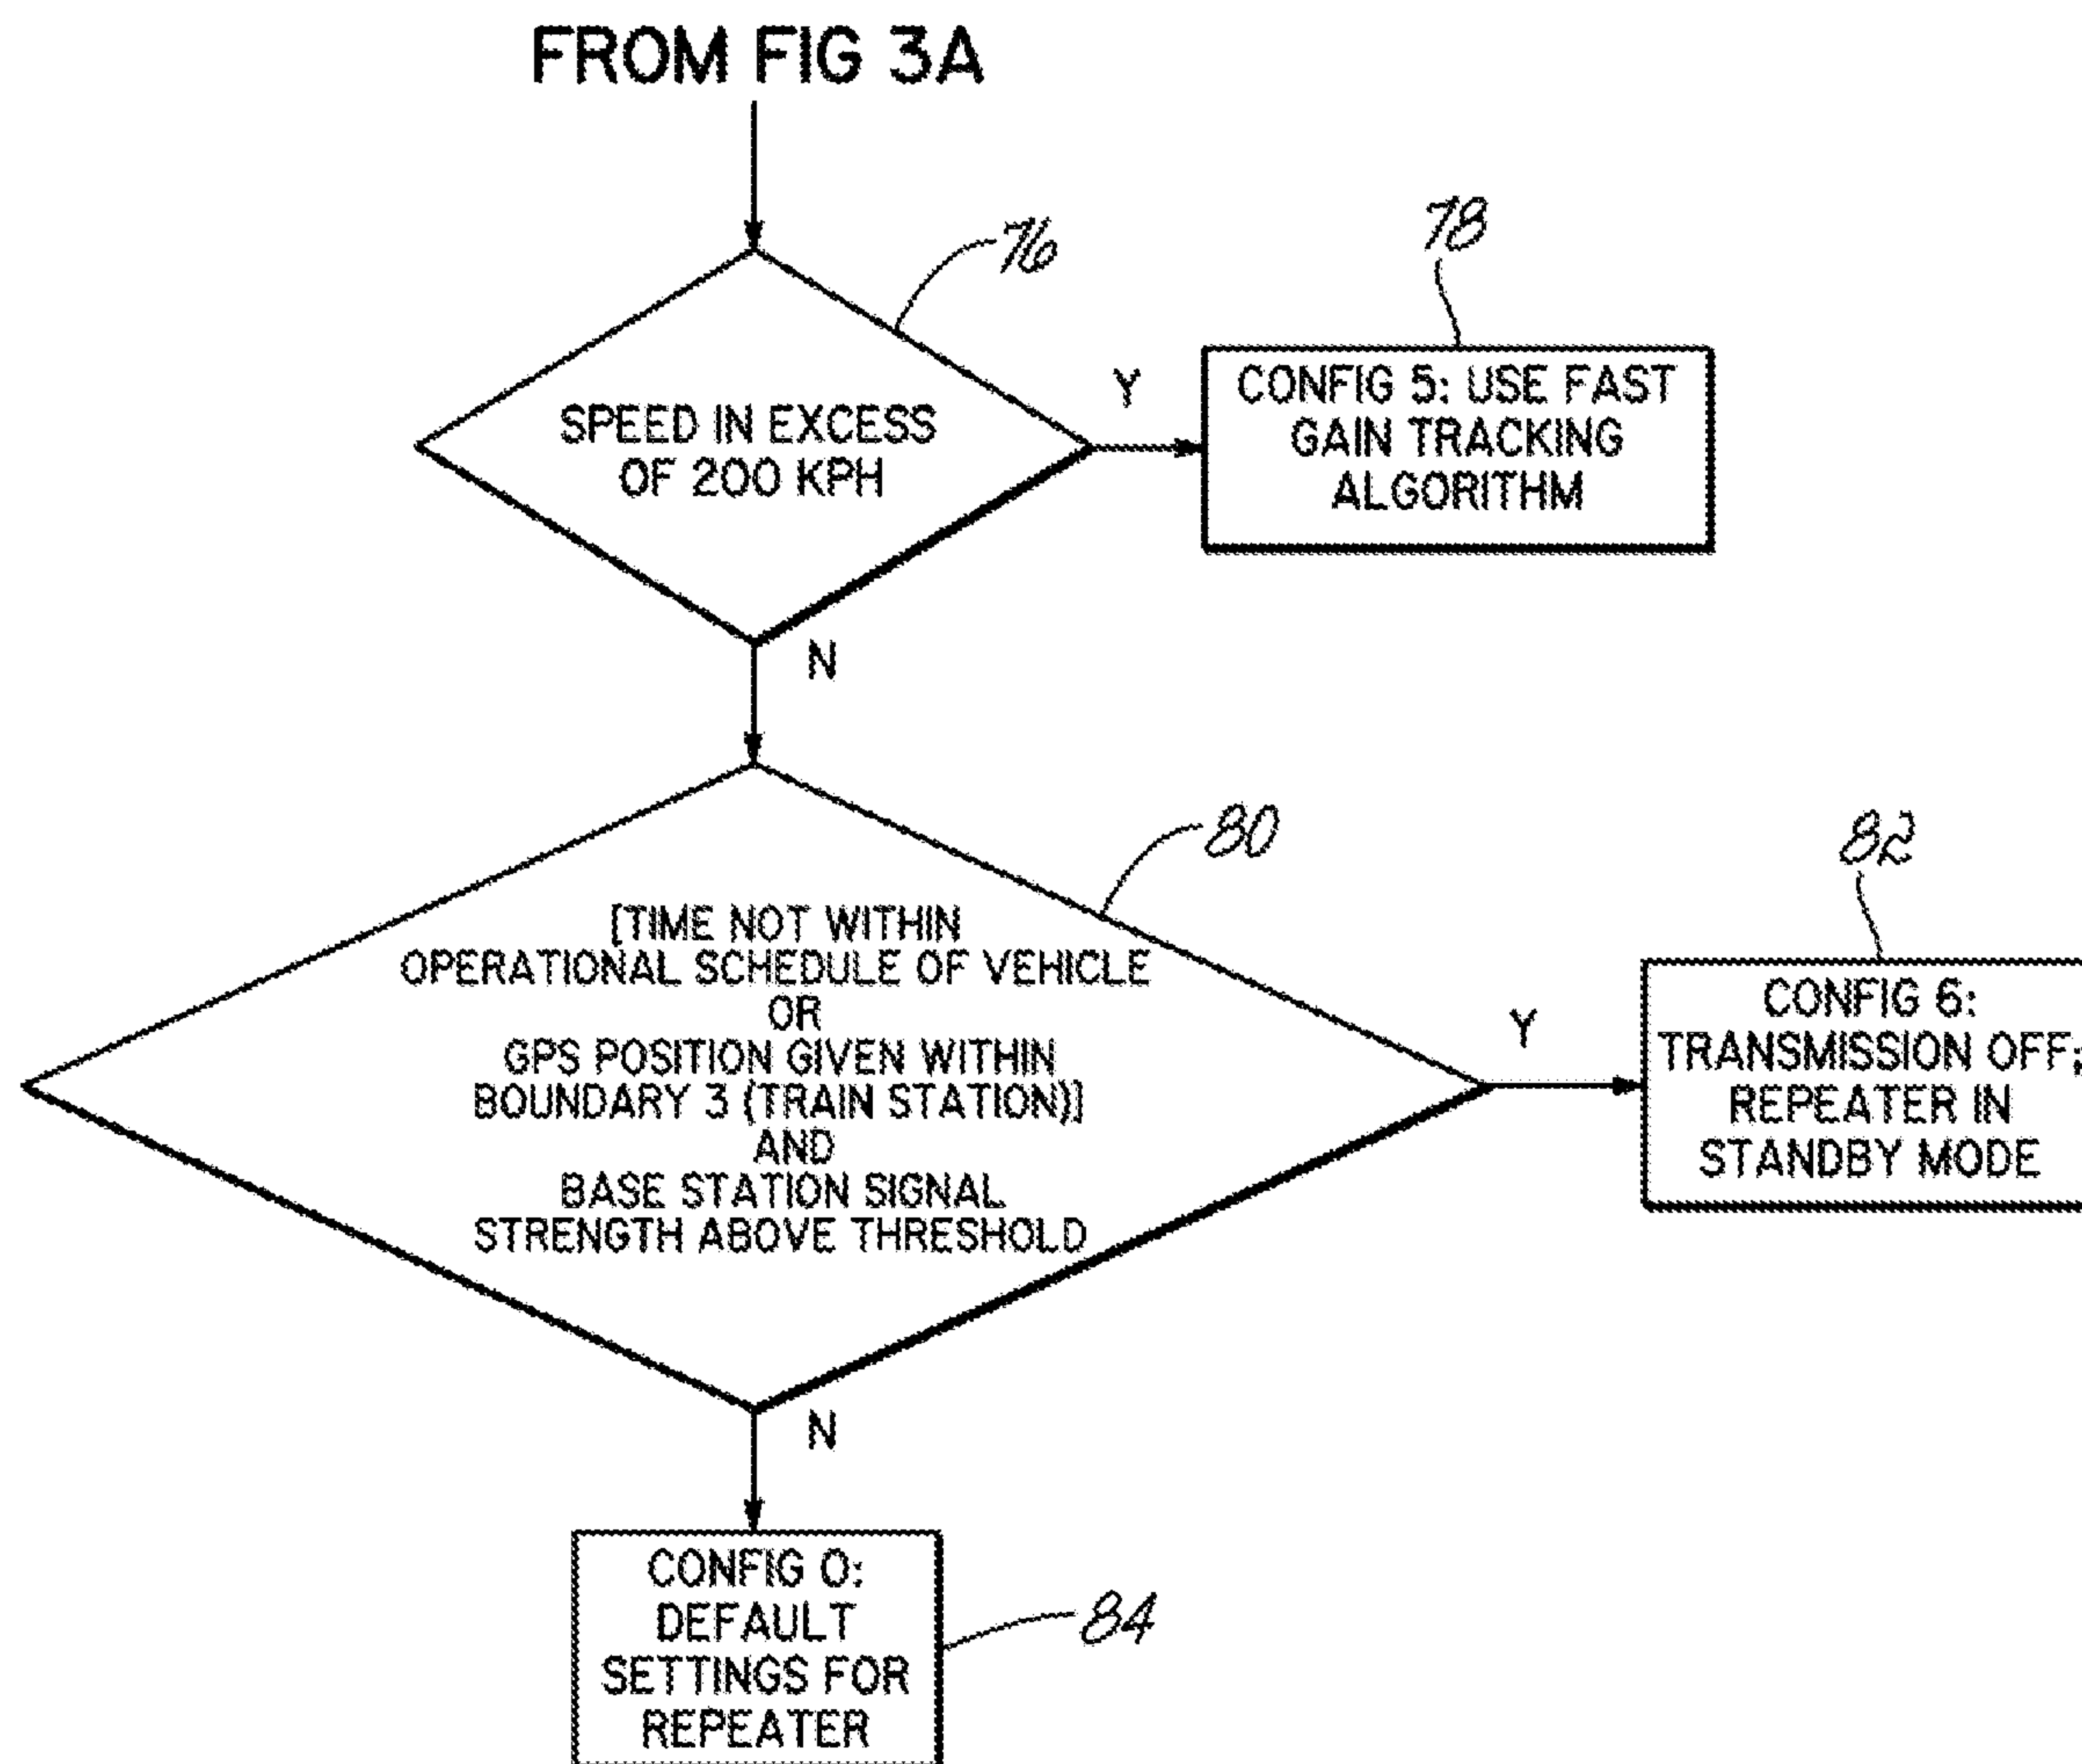 FROM FIG 3A
76
78
SPEED IN EXCESS
OF 200 KPH
Y
CONFIG 5: USE FAST
GAIN TRACKING
ALGORITHM
N
80
82
[TIME NOT WITHIN
OPERATIONAL SCHEDULE OF VEHICLE
OR
GPS POSITION GIVEN WITHIN
BOUNDARY 3 (TRAIN STATION)]
AND
BASE STATION SIGNAL
STRENGTH ABOVE THRESHOLD
Y
CONFIG 6:
TRANSMISSION OFF;
REPEATER IN
STANDBY MODE
N
CONFIG 0:
DEFAULT
SETTINGS FOR
REPEATER
84